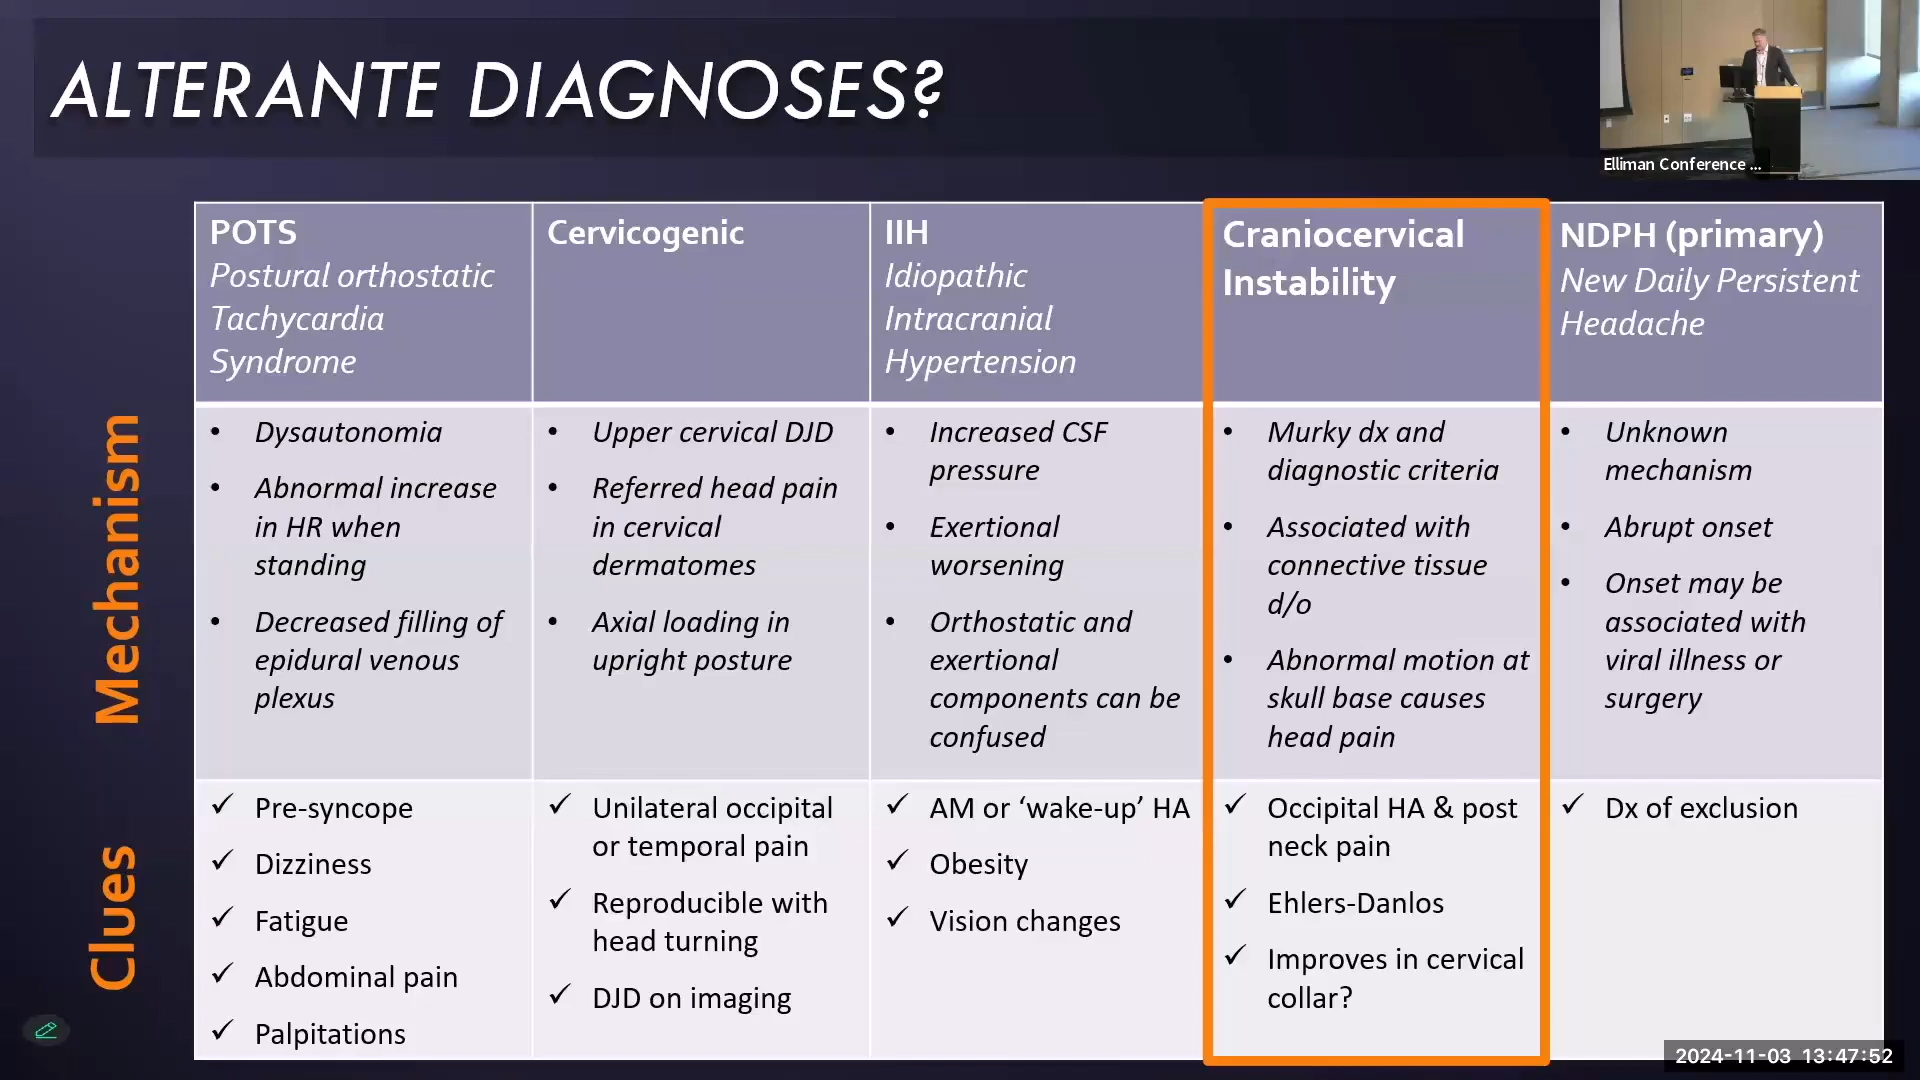 ALTERANTE DIAGNOSES?
Elliman Conference ...
POTS
Postural orthostatic
Tachycardia
Syndrome
Cervicogenic
IIH
Idiopathic
Intracranial
Hypertension
Craniocervical
Instability
NDPH (primary)
New Daily Persistent
Headache
Mechanism
• Dysautonomia
• Abnormal increase
in HR when
standing
• Decreased filling of
epidural venous
plexus
• Upper cervical DJD
• Referred head pain
in cervical
dermatomes
• Axial loading in
upright posture
• Increased CSF
pressure
• Exertional
worsening
• Orthostatic and
exertional
components can be
confused
• Murky dx and
diagnostic criteria
• Associated with
connective tissue
d/o
• Abnormal motion at
skull base causes
head pain
• Unknown
mechanism
• Abrupt onset
• Onset may be
associated with
viral illness or
surgery
Clues
✓ Pre-syncope
✓ Dizziness
✓ Fatigue
✓ Abdominal pain
✓ Palpitations
✓ Unilateral occipital
or temporal pain
✓ Reproducible with
head turning
✓ DJD on imaging
✓ AM or ‘wake-up’ HA
✓ Obesity
✓ Vision changes
✓ Occipital HA & post
neck pain
✓ Ehlers-Danlos
✓ Improves in cervical
collar?
✓ Dx of exclusion
2024-11-03 13:47:52